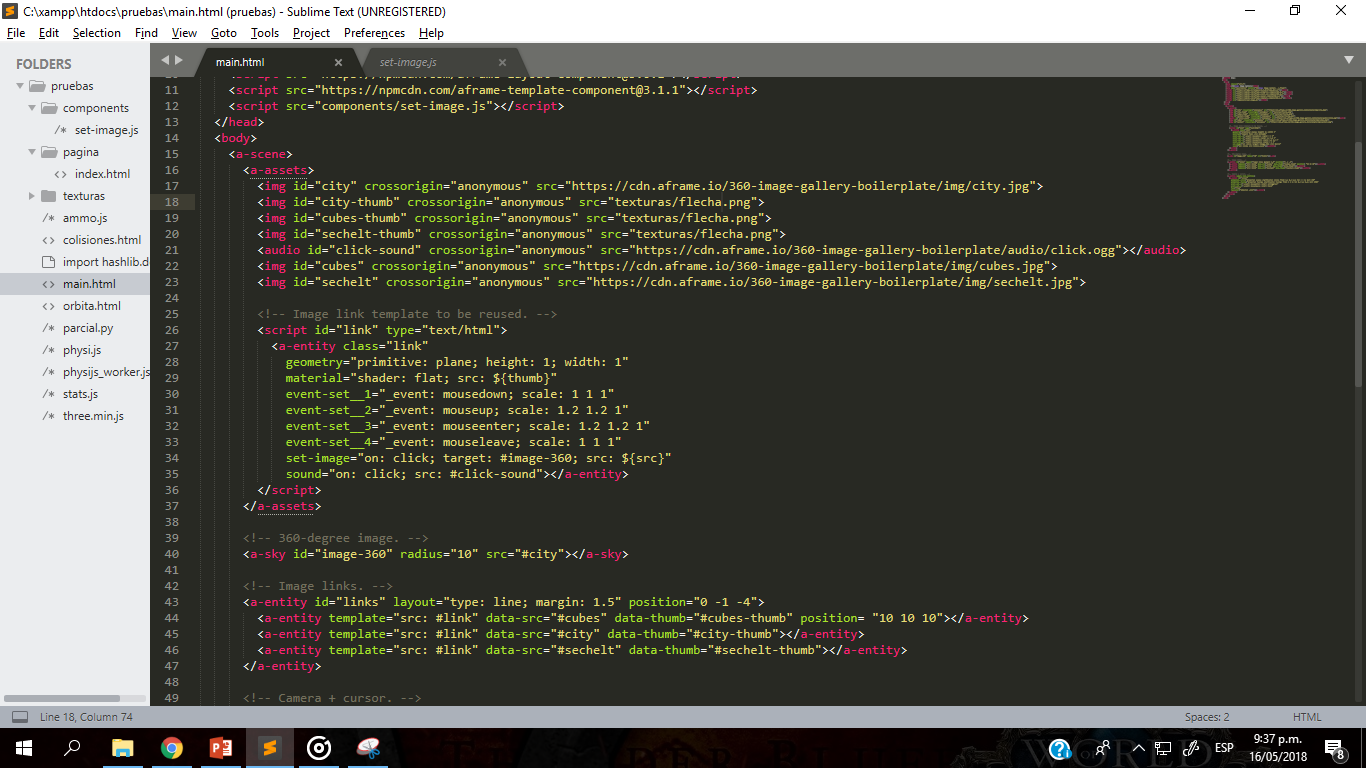 C:\xampp\htdocs\pruebas\main.html (pruebas) - Sublime Text (UNREGISTERED)
File Edit Selection Find View Goto Tools Project Preferences Help
FOLDERS
pruebas
components
/* set-image.js
pagina
<> index.html
texturas
/* ammo.js
<> colisiones.html
import hashlib.d
<> main.html
<> orbita.html
/* parcial.py
/* physi.js
/* physijs_worker.js
/* stats.js
/* three.min.js
main.html ×
set-image.js ×
11 <script src="https://npmcdn.com/aframe-template-component@3.1.1"></script>
12 <script src="components/set-image.js"></script>
13 </head>
14 <body>
15 <a-scene>
16 <a-assets>
17 <img id="city" crossorigin="anonymous" src="https://cdn.aframe.io/360-image-gallery-boilerplate/img/city.jpg">
18 <img id="city-thumb" crossorigin="anonymous" src="texturas/flecha.png">
19 <img id="cubes-thumb" crossorigin="anonymous" src="texturas/flecha.png">
20 <img id="sechelt-thumb" crossorigin="anonymous" src="texturas/flecha.png">
21 <audio id="click-sound" crossorigin="anonymous" src="https://cdn.aframe.io/360-image-gallery-boilerplate/audio/click.ogg"></audio>
22 <img id="cubes" crossorigin="anonymous" src="https://cdn.aframe.io/360-image-gallery-boilerplate/img/cubes.jpg">
23 <img id="sechelt" crossorigin="anonymous" src="https://cdn.aframe.io/360-image-gallery-boilerplate/img/sechelt.jpg">
24
25 <!-- Image link template to be reused. -->
26 <script id="link" type="text/html">
27 <a-entity class="link"
28 geometry="primitive: plane; height: 1; width: 1"
29 material="shader: flat; src: ${thumb}"
30 event-set__1="_event: mousedown; scale: 1 1 1"
31 event-set__2="_event: mouseup; scale: 1.2 1.2 1"
32 event-set__3="_event: mouseenter; scale: 1.2 1.2 1"
33 event-set__4="_event: mouseleave; scale: 1 1 1"
34 set-image="on: click; target: #image-360; src: ${src}"
35 sound="on: click; src: #click-sound"></a-entity>
36 </script>
37 </a-assets>
38
39 <!-- 360-degree image. -->
40 <a-sky id="image-360" radius="10" src="#city"></a-sky>
41
42 <!-- Image links. -->
43 <a-entity id="links" layout="type: line; margin: 1.5" position="0 -1 -4">
44 <a-entity template="src: #link" data-src="#cubes" data-thumb="#cubes-thumb" position= "10 10 10"></a-entity>
45 <a-entity template="src: #link" data-src="#city" data-thumb="#city-thumb"></a-entity>
46 <a-entity template="src: #link" data-src="#sechelt" data-thumb="#sechelt-thumb"></a-entity>
47 </a-entity>
48
49 <!-- Camera + cursor. -->
Line 18, Column 74
Spaces: 2
HTML
ESP
9:37 p.m.
16/05/2018
8